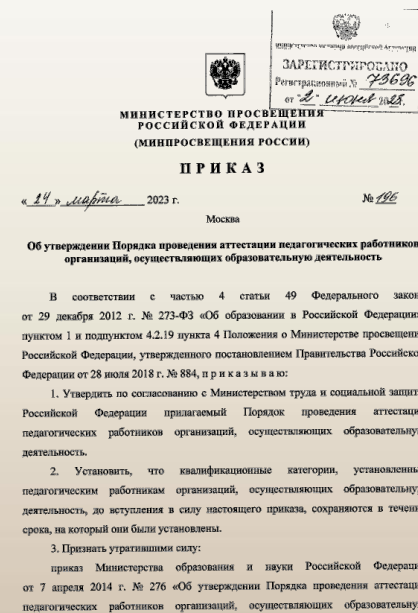 ЗАРЕГИСТРИРОВАНО
Регистрационный № 73696
от "2" июня 2023.
МИНИСТЕРСТВО ПРОСВЕЩЕНИЯ
РОССИЙСКОЙ ФЕДЕРАЦИИ
(МИНПРОСВЕЩЕНИЯ РОССИИ)
ПРИКАЗ
« 24 » марта 2023 г. № 196
Москва
Об утверждении Порядка проведения аттестации педагогических работников
организаций, осуществляющих образовательную деятельность
В соответствии с частью 4 статьи 49 Федерального закон
от 29 декабря 2012 г. № 273-ФЗ «Об образовании в Российской Федерации»
пунктом 1 и подпунктом 4.2.19 пункта 4 Положения о Министерстве просвещени
Российской Федерации, утвержденного постановлением Правительства Российско
Федерации от 28 июля 2018 г. № 884, п р и к а з ы в а ю:
1. Утвердить по согласованию с Министерством труда и социальной защит
Российской Федерации прилагаемый Порядок проведения аттестаци
педагогических работников организаций, осуществляющих образовательну
деятельность.
2. Установить, что квалификационные категории, установленны
педагогическим работникам организаций, осуществляющих образовательну
деятельность, до вступления в силу настоящего приказа, сохраняются в течени
срока, на который они были установлены.
3. Признать утратившими силу:
приказ Министерства образования и науки Российской Федераци
от 7 апреля 2014 г. № 276 «Об утверждении Порядка проведения аттестаци
педагогических работников организаций, осуществляющих образовательную